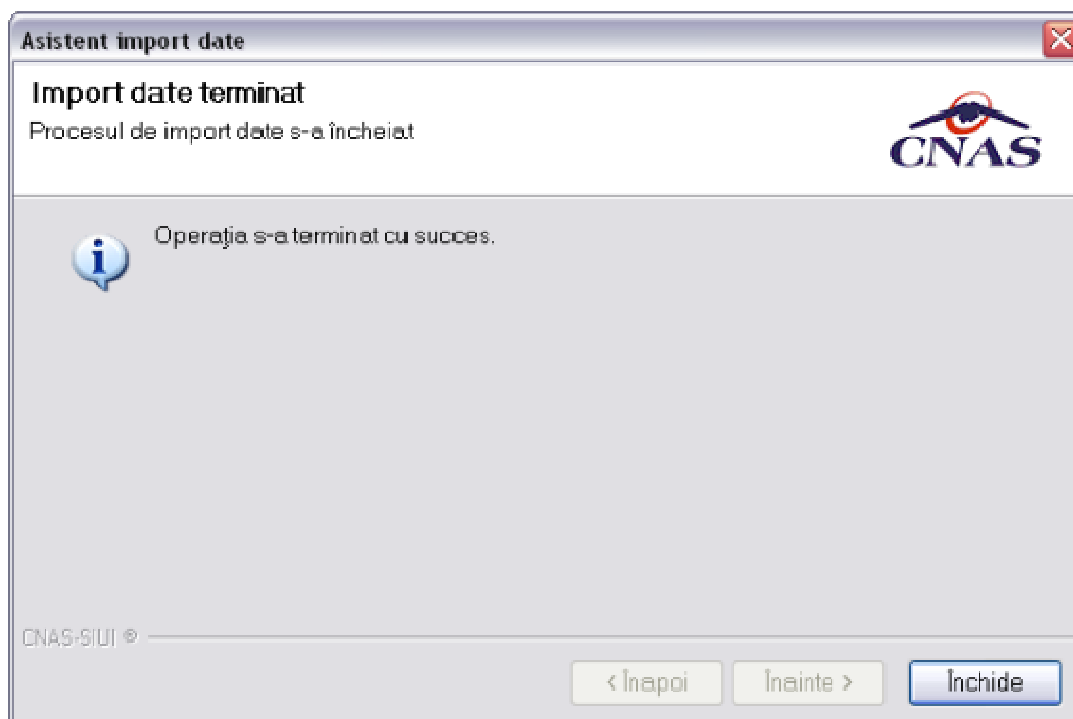 Asistent import date
Import date terminat
Procesul de import date s-a încheiat
CNAS
Operaţia s-a terminat cu succes.
CNAS-SIUI ®
< Înapoi
Înainte >
Închide